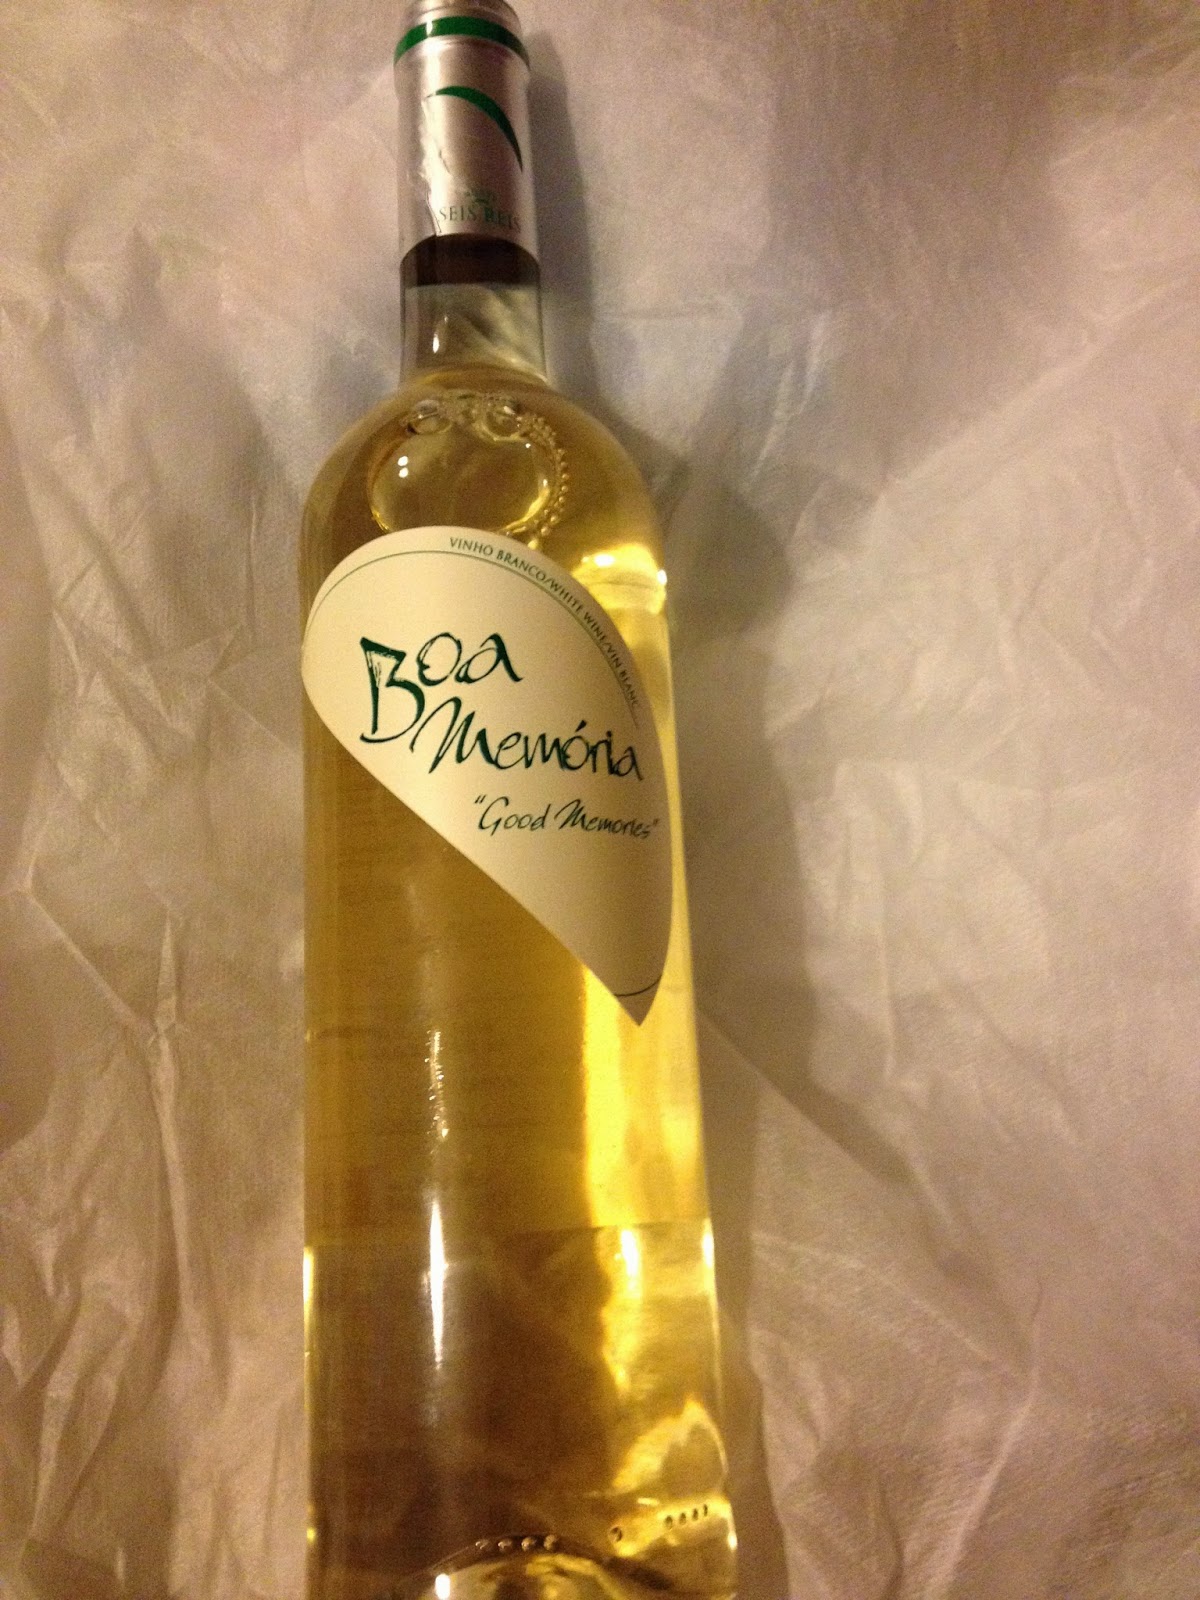 SEIS REIS
VINHO BRANCO/WHITE WINE/VIN BLANC
Boa
Memória
"Good Memories"